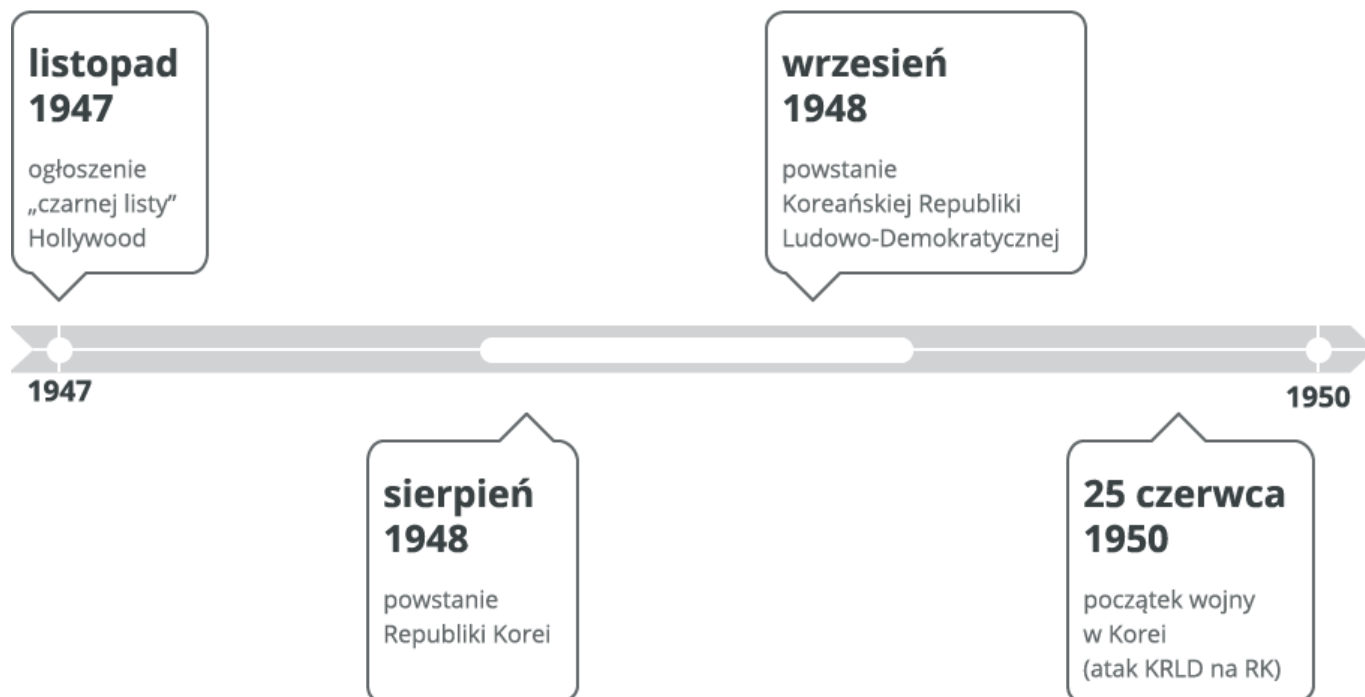 listopad
1947
ogłoszenie
„czarnej listy”
Hollywood
wrzesień
1948
powstanie
Koreańskiej Republiki
Ludowo-Demokratycznej
1947
1950
sierpień
1948
powstanie
Republiki Korei
25 czerwca
1950
początek wojny
w Korei
(atak KRLD na RK)